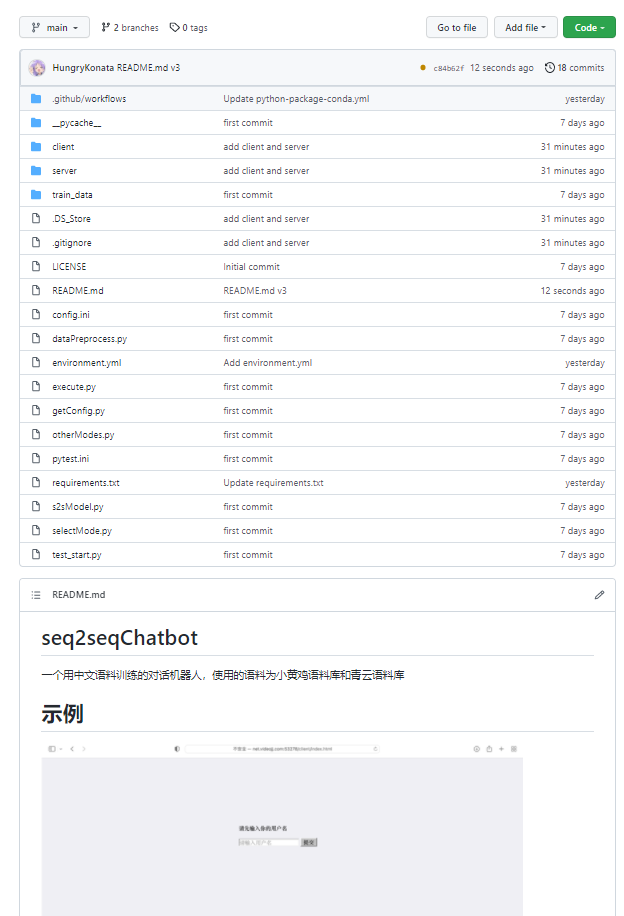 main 2 branches 0 tags Go to file Add file Code
HungryKonata README.md v3 c84b62f 12 seconds ago 18 commits
.github/workflows Update python-package-conda.yml yesterday
__pycache__ first commit 7 days ago
client add client and server 31 minutes ago
server add client and server 31 minutes ago
train_data first commit 7 days ago
.DS_Store add client and server 31 minutes ago
.gitignore add client and server 31 minutes ago
LICENSE Initial commit 7 days ago
README.md README.md v3 12 seconds ago
config.ini first commit 7 days ago
dataPreprocess.py first commit 7 days ago
environment.yml Add environment.yml yesterday
execute.py first commit 7 days ago
getConfig.py first commit 7 days ago
otherModes.py first commit 7 days ago
pytest.ini first commit 7 days ago
requirements.txt Update requirements.txt yesterday
s2sModel.py first commit 7 days ago
selectMode.py first commit 7 days ago
test_start.py first commit 7 days ago
README.md
seq2seqChatbot
一个用中文语料训练的对话机器人，使用的语料为小黄鸡语料库和青云语料库
示例
请先输入你的用户名
请输入用户名 提交